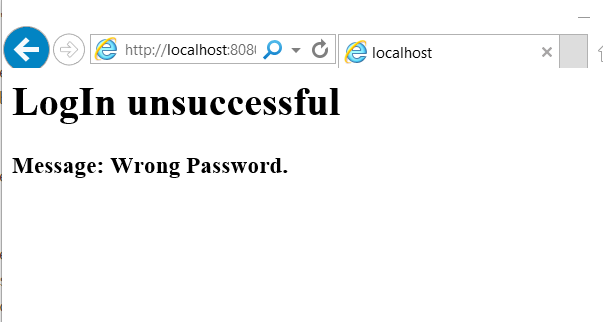 http://localhost:808
localhost
LogIn unsuccessful
Message: Wrong Password.